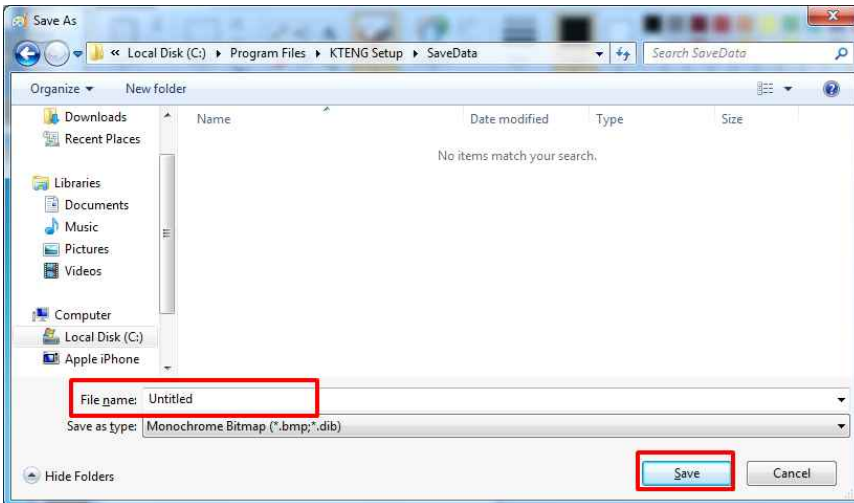 Save As
« Local Disk (C:) ▸ Program Files ▸ KTENG Setup ▸ SaveData
Search SaveData
Organize ▾ New folder
Downloads
Recent Places
Libraries
Documents
Music
Pictures
Videos
Computer
Local Disk (C:)
Apple iPhone
Name Date modified Type Size
No items match your search.
File name: Untitled
Save as type: Monochrome Bitmap (*.bmp;*.dib)
Hide Folders
Save Cancel